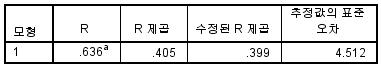 모형 R R 제곱 수정된 R 제곱 추정값의 표준 오차
1 .636a .405 .399 4.512